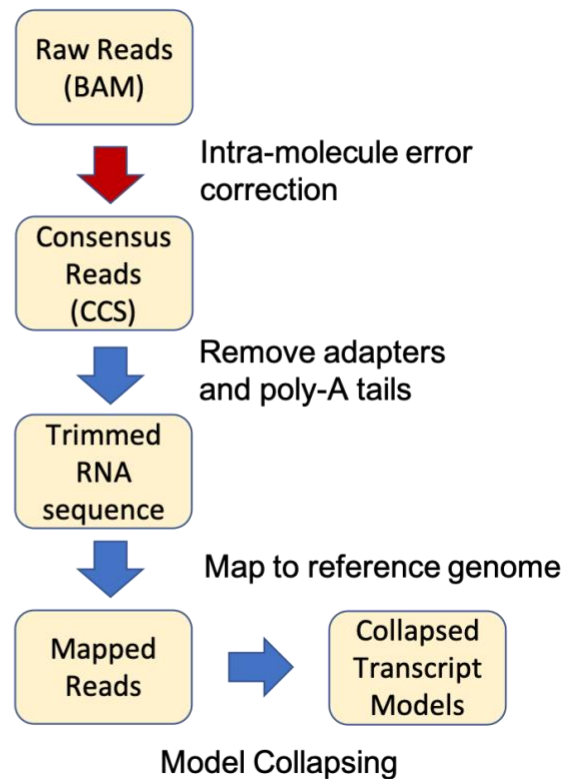 Raw Reads
(BAM)
Intra-molecule error
correction
Consensus
Reads
(CCS)
Remove adapters
and poly-A tails
Trimmed
RNA
sequence
Map to reference genome
Mapped
Reads
Collapsed
Transcript
Models
Model Collapsing